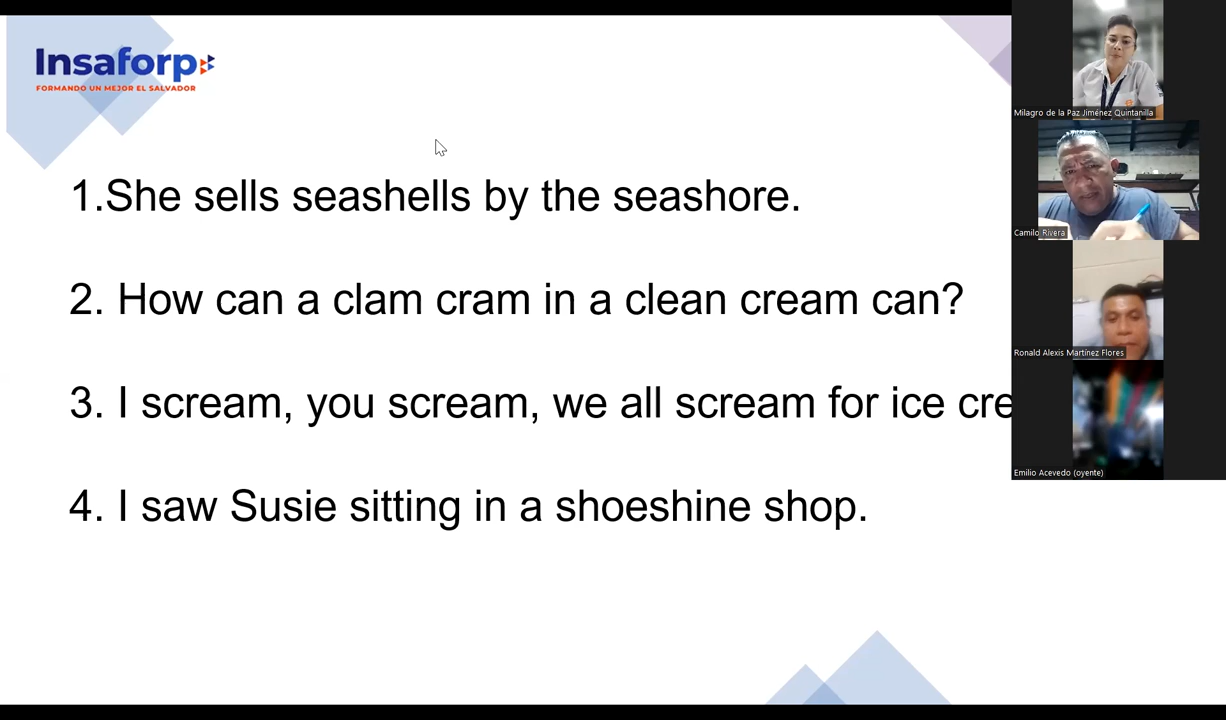 Insaforp
FORMANDO UN MEJOR EL SALVADOR
1.She sells seashells by the seashore.
2. How can a clam cram in a clean cream can?
3. I scream, you scream, we all scream for ice cre
4. I saw Susie sitting in a shoeshine shop.
Milagro de la Paz Jiménez Quintanilla
Camilo Rivera
Ronald Alexis Martínez Flores
Emilio Acevedo (oyente)